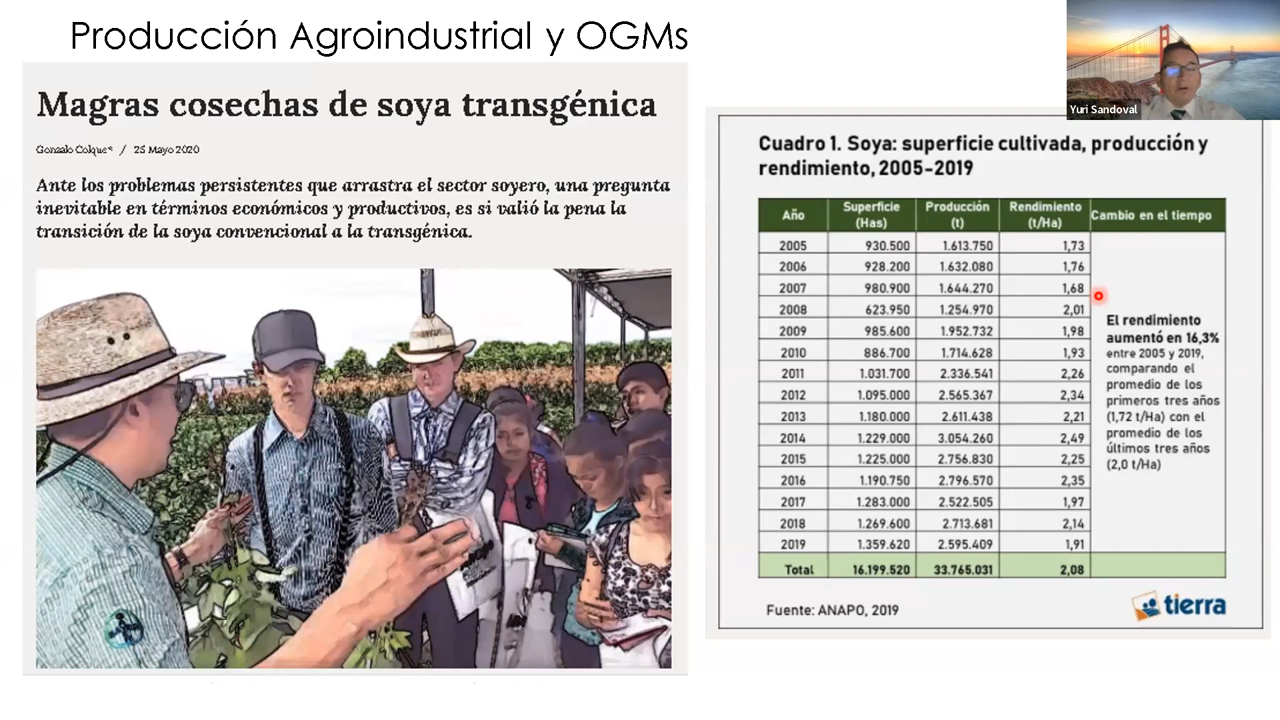 Producción Agroindustrial y OGMs
Yuri Sandoval
Magras cosechas de soya transgénica
Gonzalo Colque* / 25 Mayo 2020
Ante los problemas persistentes que arrastra el sector soyero, una pregunta
inevitable en términos económicos y productivos, es si valió la pena la
transición de la soya convencional a la transgénica.
Cuadro 1. Soya: superficie cultivada, producción y
rendimiento, 2005-2019
Año Superficie (Has) Producción (t) Rendimiento (t/Ha) Cambio en el tiempo
2005 930.500 1.613.750 1,73
2006 928.200 1.632.080 1,76
2007 980.900 1.644.270 1,68
2008 623.950 1.254.970 2,01
2009 985.600 1.952.732 1,98
2010 886.700 1.714.628 1,93
2011 1.031.700 2.336.541 2,26
2012 1.095.000 2.565.367 2,34
2013 1.180.000 2.611.438 2,21
2014 1.229.000 3.054.260 2,49
2015 1.225.000 2.756.830 2,25
2016 1.190.750 2.796.570 2,35
2017 1.283.000 2.522.505 1,97
2018 1.269.600 2.713.681 2,14
2019 1.359.620 2.595.409 1,91
Total 16.199.520 33.765.031 2,08
El rendimiento
aumentó en 16,3%
entre 2005 y 2019,
comparando el
promedio de los
primeros tres años
(1,72 t/Ha) con el
promedio de los
últimos tres años
(2,0 t/Ha)
Fuente: ANAPO, 2019
tierra